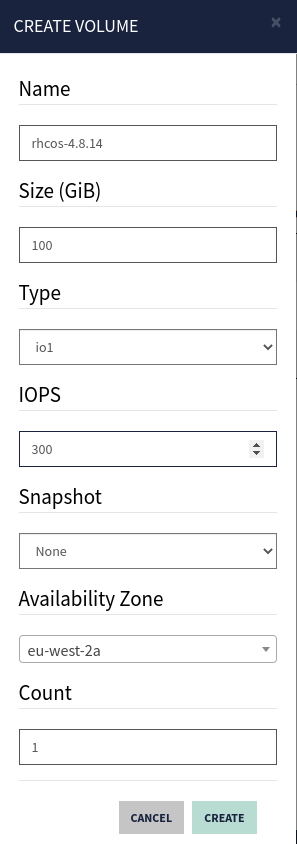 CREATE VOLUME ×
Name
rhcos-4.8.14
Size (GiB)
100
Type
io1
IOPS
300
Snapshot
None
Availability Zone
eu-west-2a
Count
1
CANCEL CREATE